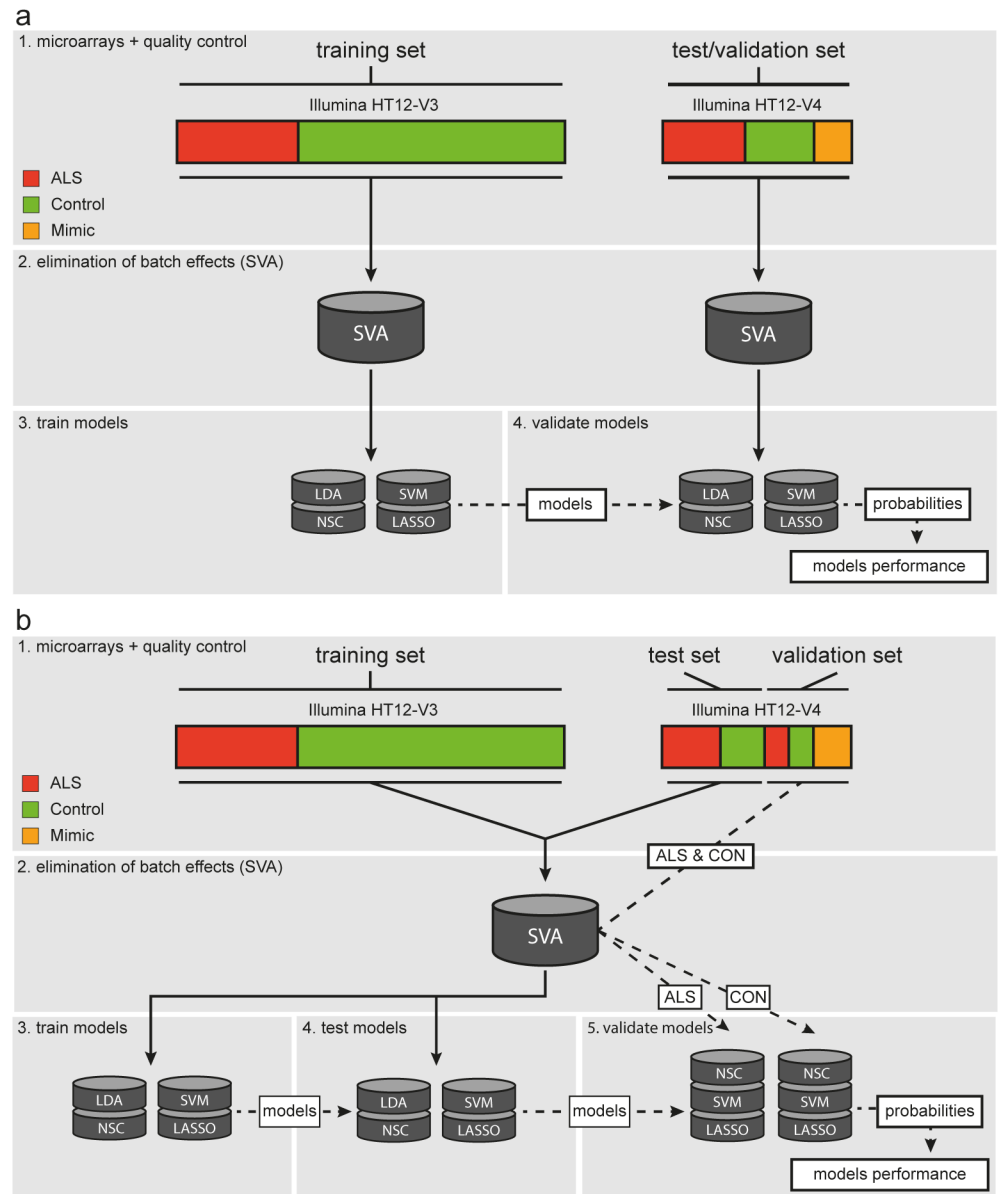 a
1. microarrays + quality control
training set
test/validation set
Illumina HT12-V3
Illumina HT12-V4
ALS
Control
Mimic
2. elimination of batch effects (SVA)
SVA
SVA
3. train models
4. validate models
LDA
SVM
NSC
LASSO
models
LDA
SVM
NSC
LASSO
probabilities
models performance
b
1. microarrays + quality control
training set
test set
validation set
Illumina HT12-V3
Illumina HT12-V4
ALS
Control
Mimic
ALS & CON
2. elimination of batch effects (SVA)
SVA
ALS
CON
3. train models
4. test models
5. validate models
LDA
SVM
NSC
LASSO
models
LDA
SVM
NSC
LASSO
models
NSC
NSC
SVM
SVM
LASSO
LASSO
probabilities
models performance